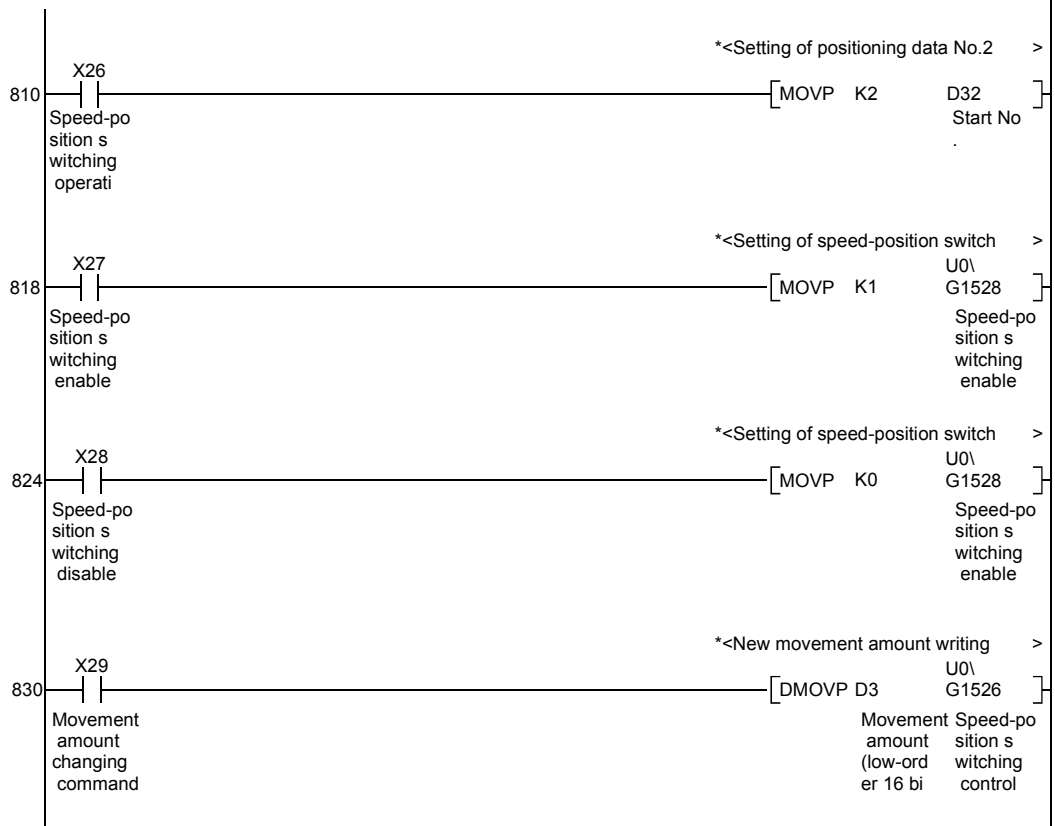 *<Setting of positioning data No.2 >
X26
810 MOVP K2 D32
Speed-po
sition s
witching
operati
Start No
.
*<Setting of speed-position switch >
X27 U0\
818 MOVP K1 G1528
Speed-po Speed-po
sition s sition s
witching witching
enable enable
*<Setting of speed-position switch >
X28 U0\
824 MOVP K0 G1528
Speed-po Speed-po
sition s sition s
witching witching
disable enable
*<New movement amount writing >
X29 U0\
830 DMOVP D3 G1526
Movement Movement Speed-po
amount amount sition s
changing (low-ord witching
command er 16 bi control